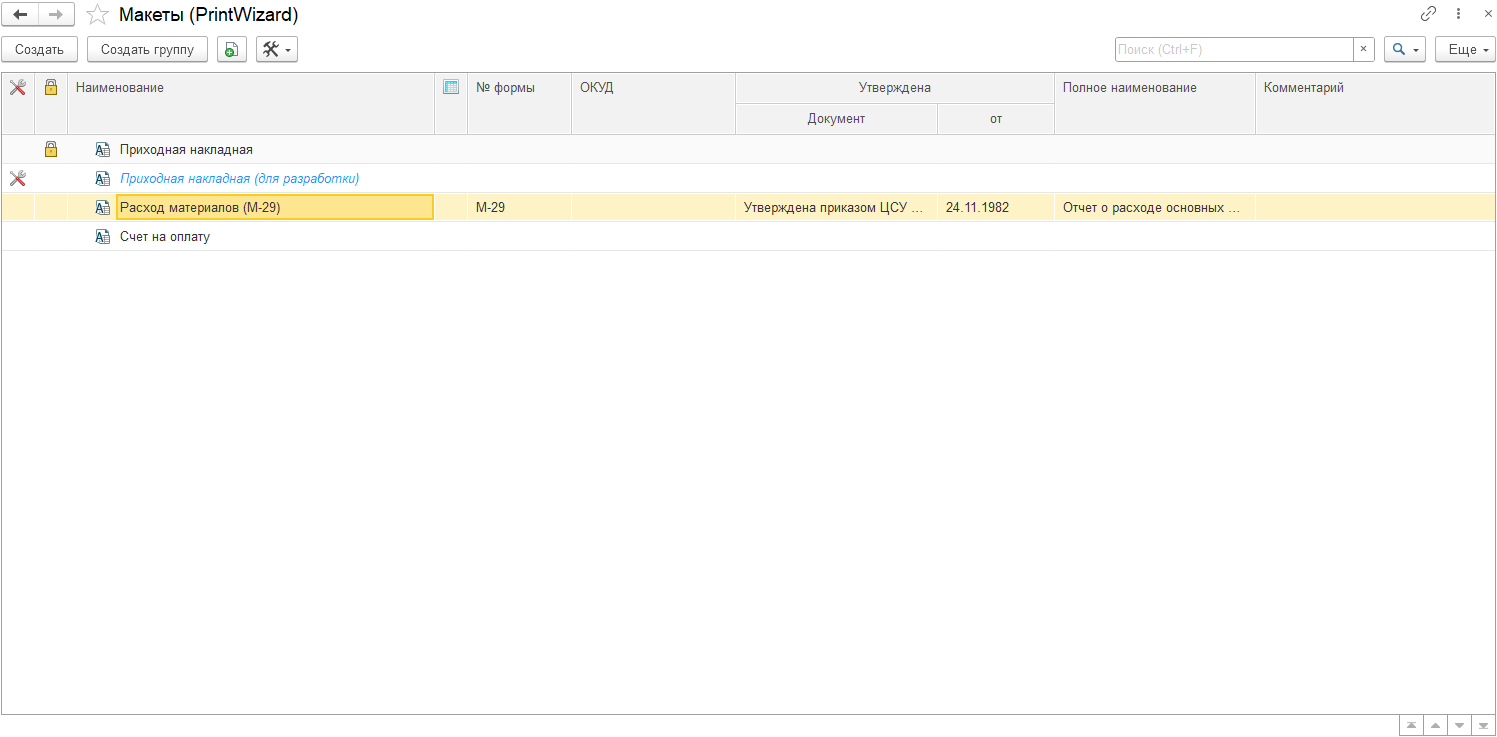 Макеты (PrintWizard)
Создать Создать группу Поиск (Ctrl+F) × Еще
Наименование № формы ОКУД Утверждена Полное наименование Комментарий
Документ от
Приходная накладная
Приходная накладная (для разработки)
Расход материалов (М-29) М-29 Утверждена приказом ЦСУ ... 24.11.1982 Отчет о расходе основных ...
Счет на оплату